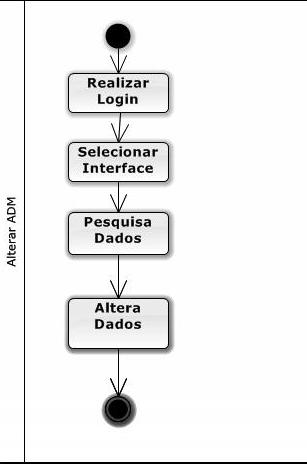 Alterar ADM
Realizar
Login
Selecionar
Interface
Pesquisa
Dados
Altera
Dados